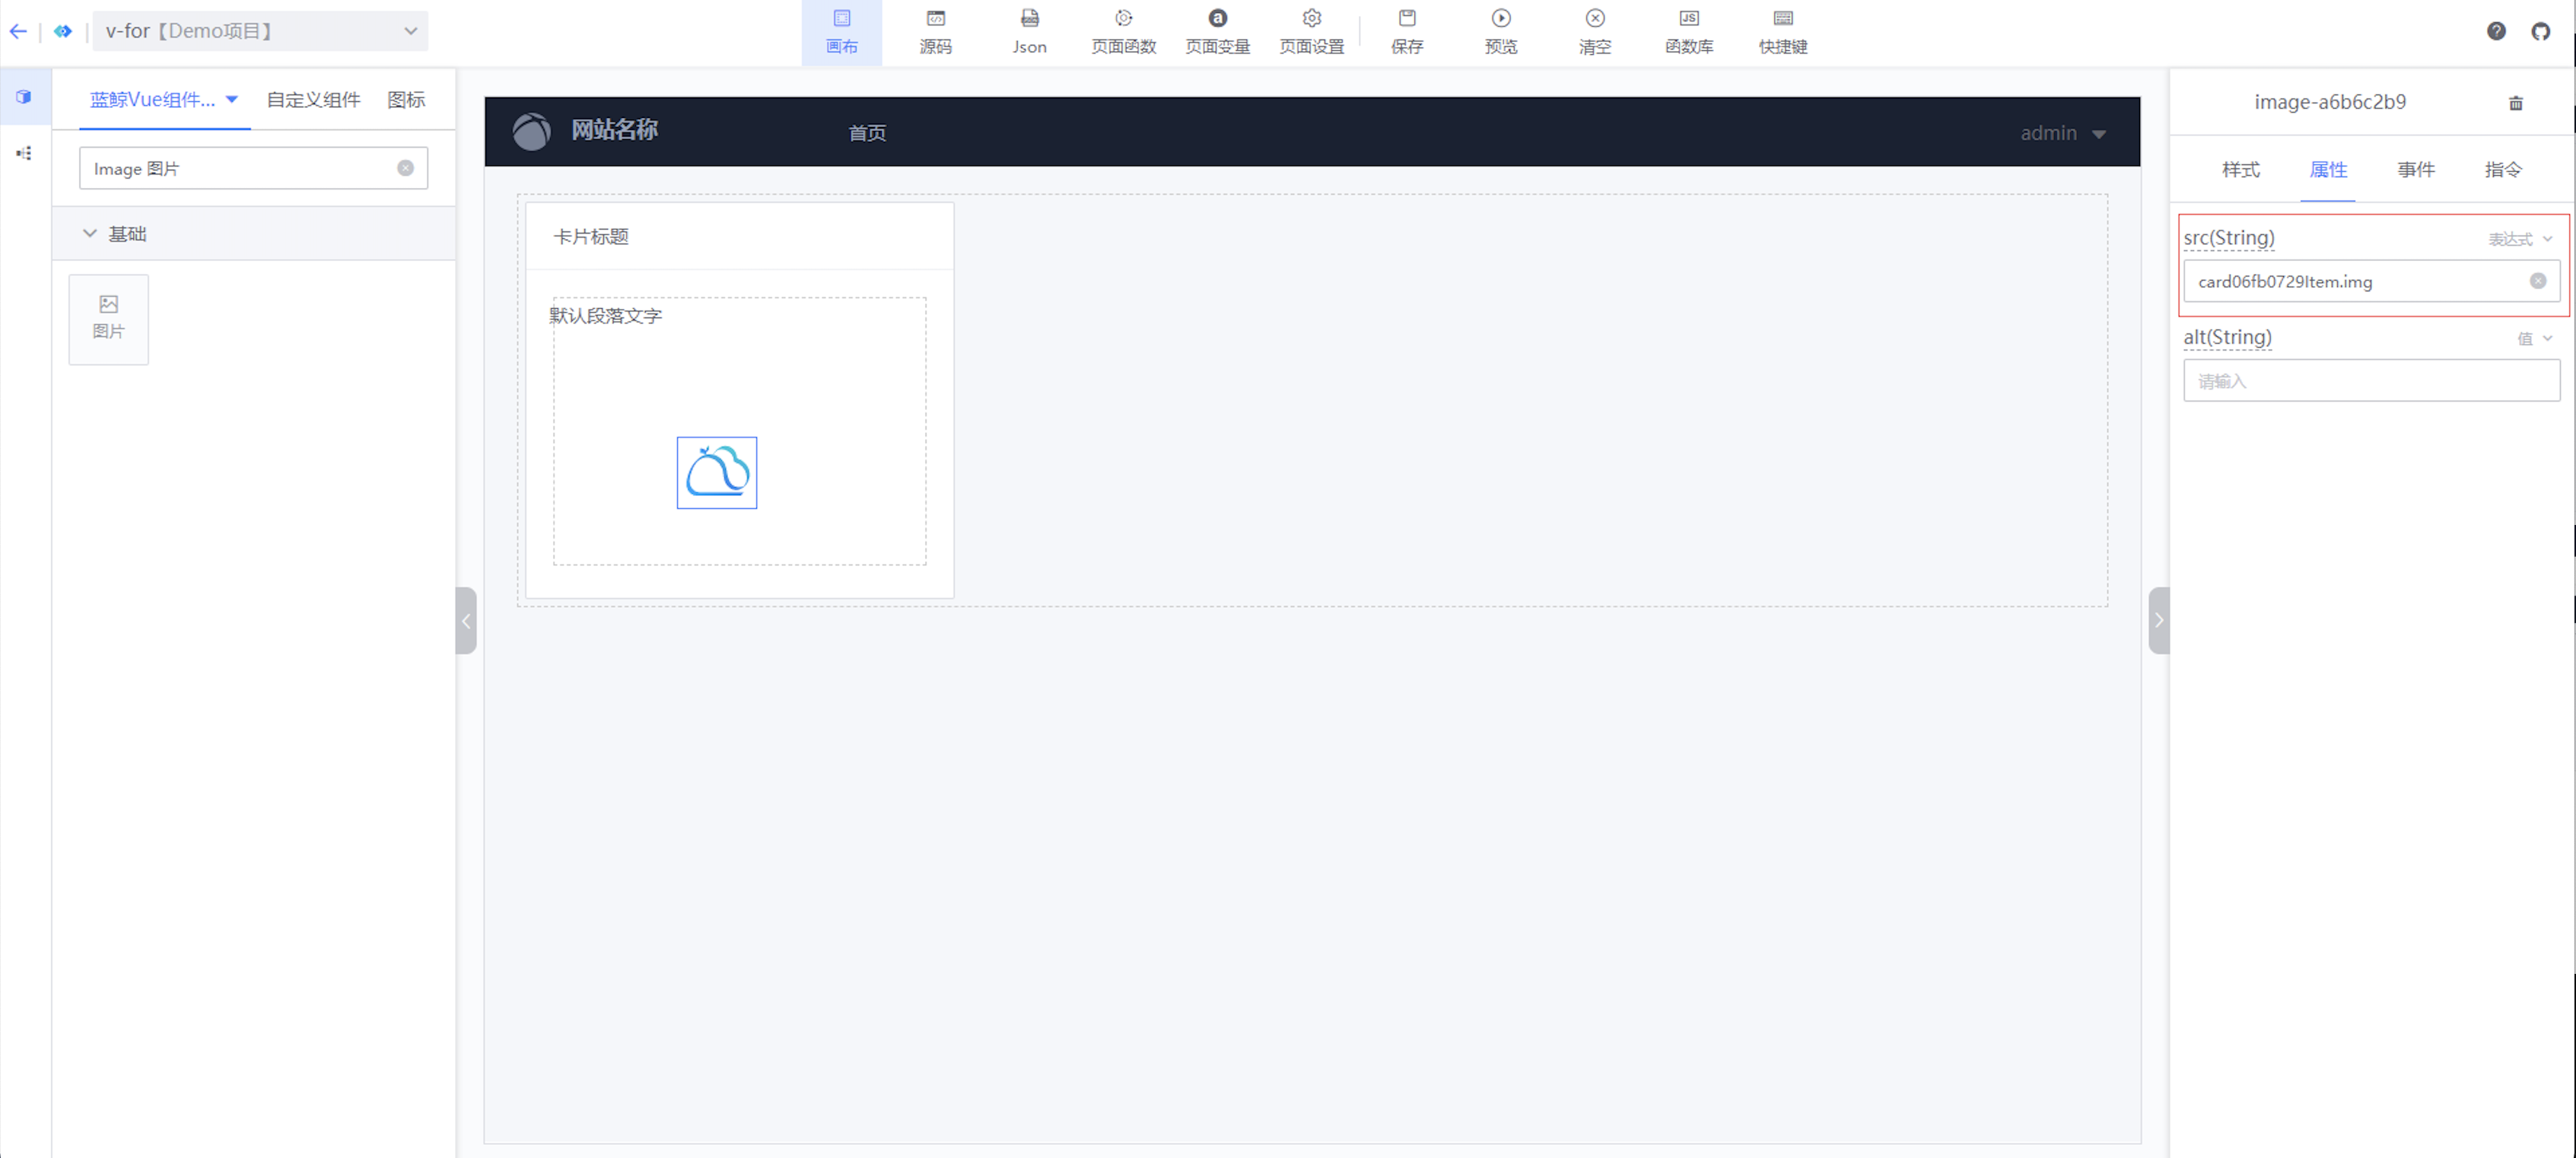 v-for【Demo项目】
画布
源码
Json
页面函数
页面变量
页面设置
保存
预览
清空
函数库
快捷键
蓝鲸Vue组件...
自定义组件
图标
Image 图片
基础
图片
网站名称
首页
admin
卡片标题
默认段落文字
image-a6b6c2b9
样式
属性
事件
指令
src(String)
表达式
card06fb0729Item.img
alt(String)
值
请输入